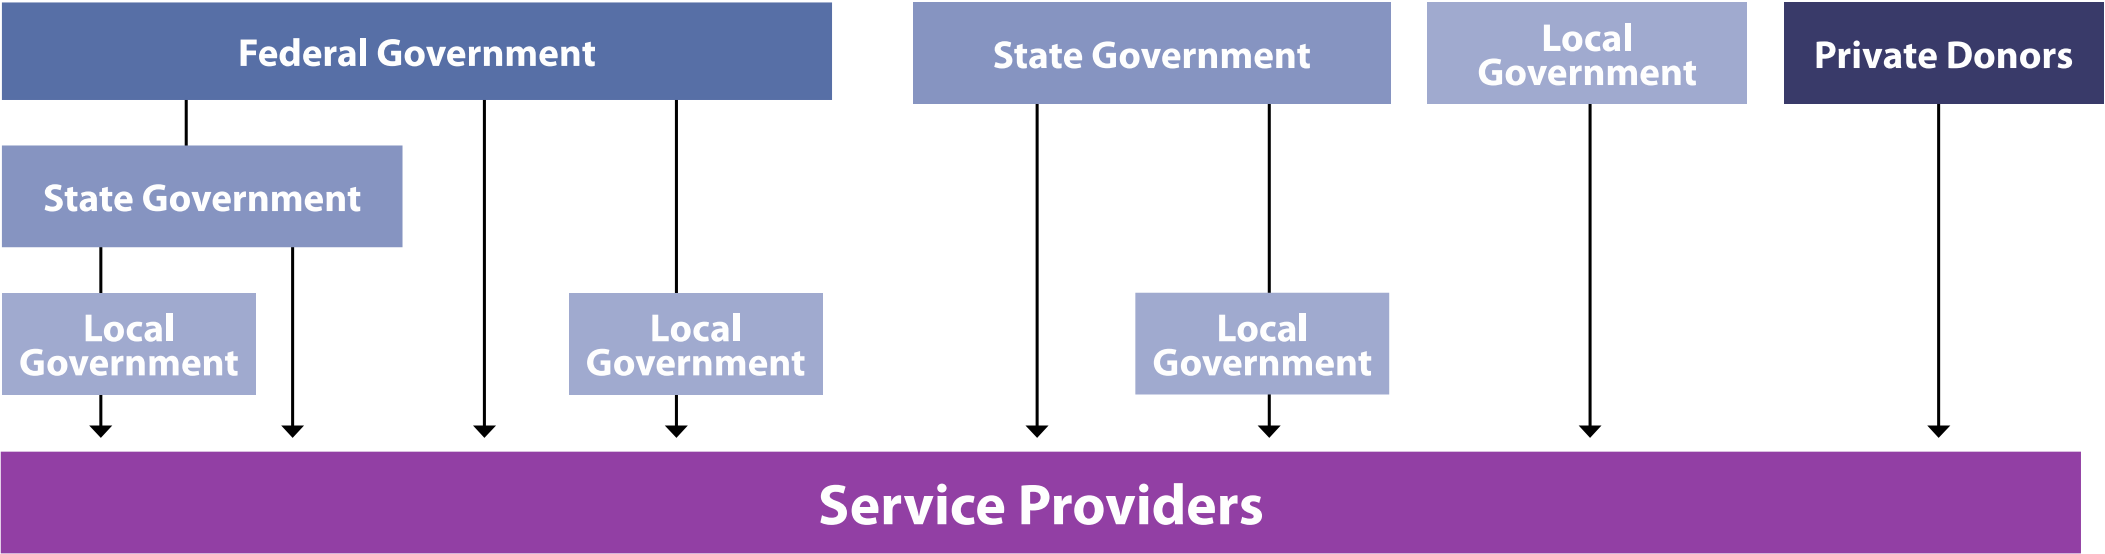 Federal Government
State Government
Local
Government
Private Donors
State Government
Local
Government
Local
Government
Local
Government
Service Providers